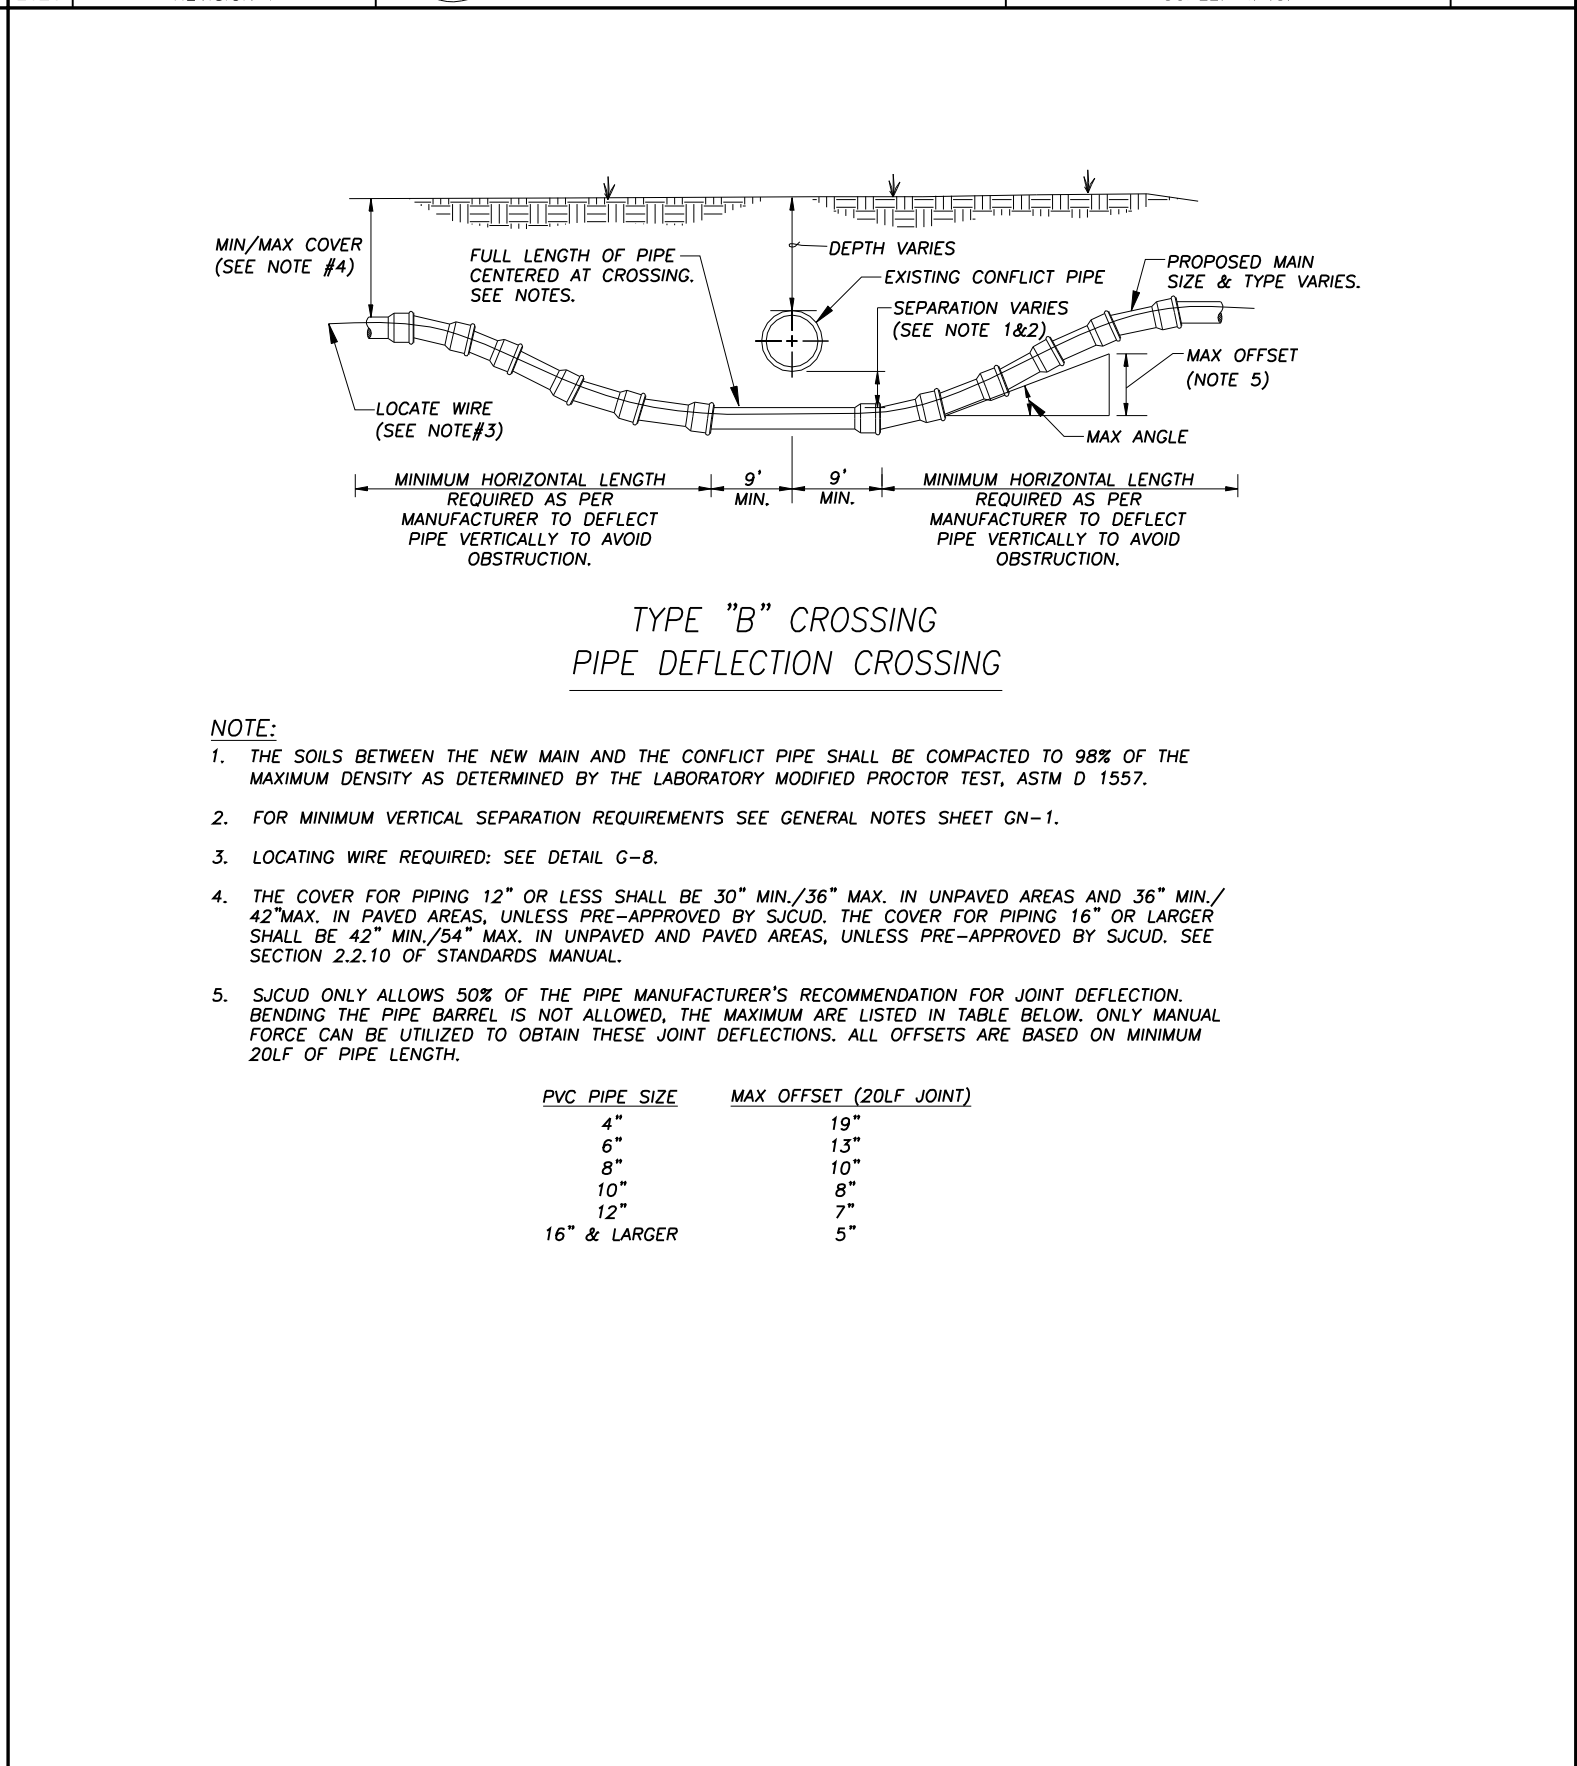 MIN/MAX COVER
(SEE NOTE #4)
FULL LENGTH OF PIPE
CENTERED AT CROSSING.
SEE NOTES.
DEPTH VARIES
EXISTING CONFLICT PIPE
SEPARATION VARIES
(SEE NOTE 1&2)
PROPOSED MAIN
SIZE & TYPE VARIES.
MAX OFFSET
(NOTE 5)
LOCATE WIRE
(SEE NOTE#3)
MAX ANGLE
MINIMUM HORIZONTAL LENGTH
REQUIRED AS PER
MANUFACTURER TO DEFLECT
PIPE VERTICALLY TO AVOID
OBSTRUCTION.
9'
MIN.
9'
MIN.
MINIMUM HORIZONTAL LENGTH
REQUIRED AS PER
MANUFACTURER TO DEFLECT
PIPE VERTICALLY TO AVOID
OBSTRUCTION.
TYPE "B" CROSSING
PIPE DEFLECTION CROSSING
NOTE:
1. THE SOILS BETWEEN THE NEW MAIN AND THE CONFLICT PIPE SHALL BE COMPACTED TO 98% OF THE
MAXIMUM DENSITY AS DETERMINED BY THE LABORATORY MODIFIED PROCTOR TEST, ASTM D 1557.
2. FOR MINIMUM VERTICAL SEPARATION REQUIREMENTS SEE GENERAL NOTES SHEET GN-1.
3. LOCATING WIRE REQUIRED: SEE DETAIL G-8.
4. THE COVER FOR PIPING 12" OR LESS SHALL BE 30" MIN./36" MAX. IN UNPAVED AREAS AND 36" MIN./
42"MAX. IN PAVED AREAS, UNLESS PRE-APPROVED BY SJCUD. THE COVER FOR PIPING 16" OR LARGER
SHALL BE 42" MIN./54" MAX. IN UNPAVED AND PAVED AREAS, UNLESS PRE-APPROVED BY SJCUD. SEE
SECTION 2.2.10 OF STANDARDS MANUAL.
5. SJCUD ONLY ALLOWS 50% OF THE PIPE MANUFACTURER'S RECOMMENDATION FOR JOINT DEFLECTION.
BENDING THE PIPE BARREL IS NOT ALLOWED, THE MAXIMUM ARE LISTED IN TABLE BELOW. ONLY MANUAL
FORCE CAN BE UTILIZED TO OBTAIN THESE JOINT DEFLECTIONS. ALL OFFSETS ARE BASED ON MINIMUM
20LF OF PIPE LENGTH.
PVC PIPE SIZE MAX OFFSET (20LF JOINT)
4" 19"
6" 13"
8" 10"
10" 8"
12" 7"
16" & LARGER 5"